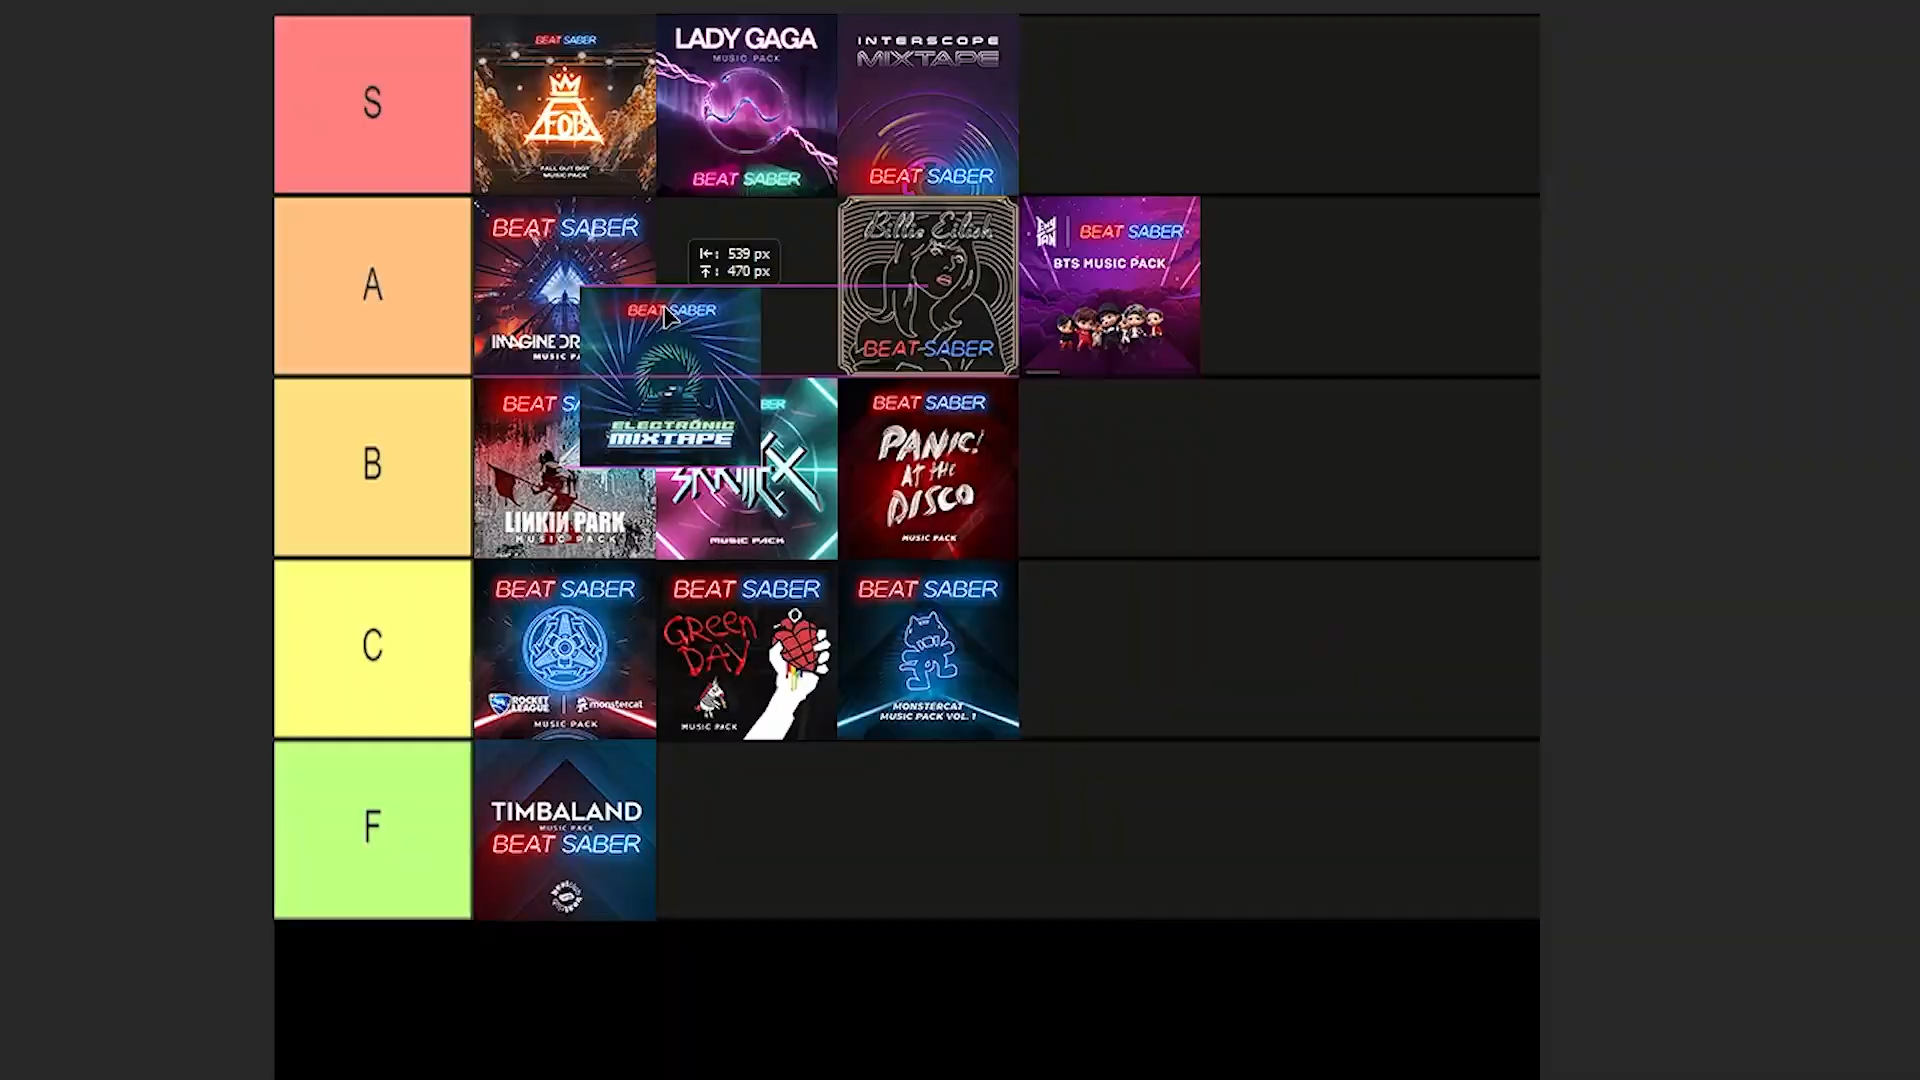 S
BEAT SABER
FOB
FALL OUT BOY
MUSIC PACK
LADY GAGA
MUSIC PACK
BEAT SABER
INTERSCOPE
MIXTAPE
BEAT SABER
A
BEAT SABER
IMAGINE DR
MUSIC PA
539 px
470 px
Billie Eilish
BEAT SABER
BEAT SABER
BTS MUSIC PACK
BEAT SABER
ELECTRONIC
MIXTAPE
B
BEAT SA
LINKIN PARK
MUSIC PACK
BER
SKRILLEX
MUSIC PACK
BEAT SABER
PANIC!
AT THE
DISCO
MUSIC PACK
C
BEAT SABER
ROCKET
LEAGUE
monstercat
MUSIC PACK
BEAT SABER
GREEN
DAY
MUSIC PACK
BEAT SABER
MONSTERCAT
MUSIC PACK VOL. 1
F
TIMBALAND
MUSIC PACK
BEAT SABER